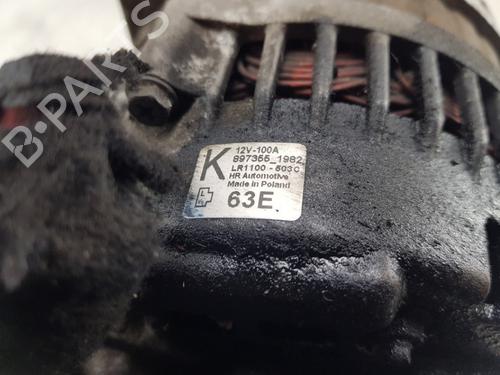 B-PARTS
K
12V-100A
897355_1982
LR1100-503C
HR Automotive
Made in Poland
63E